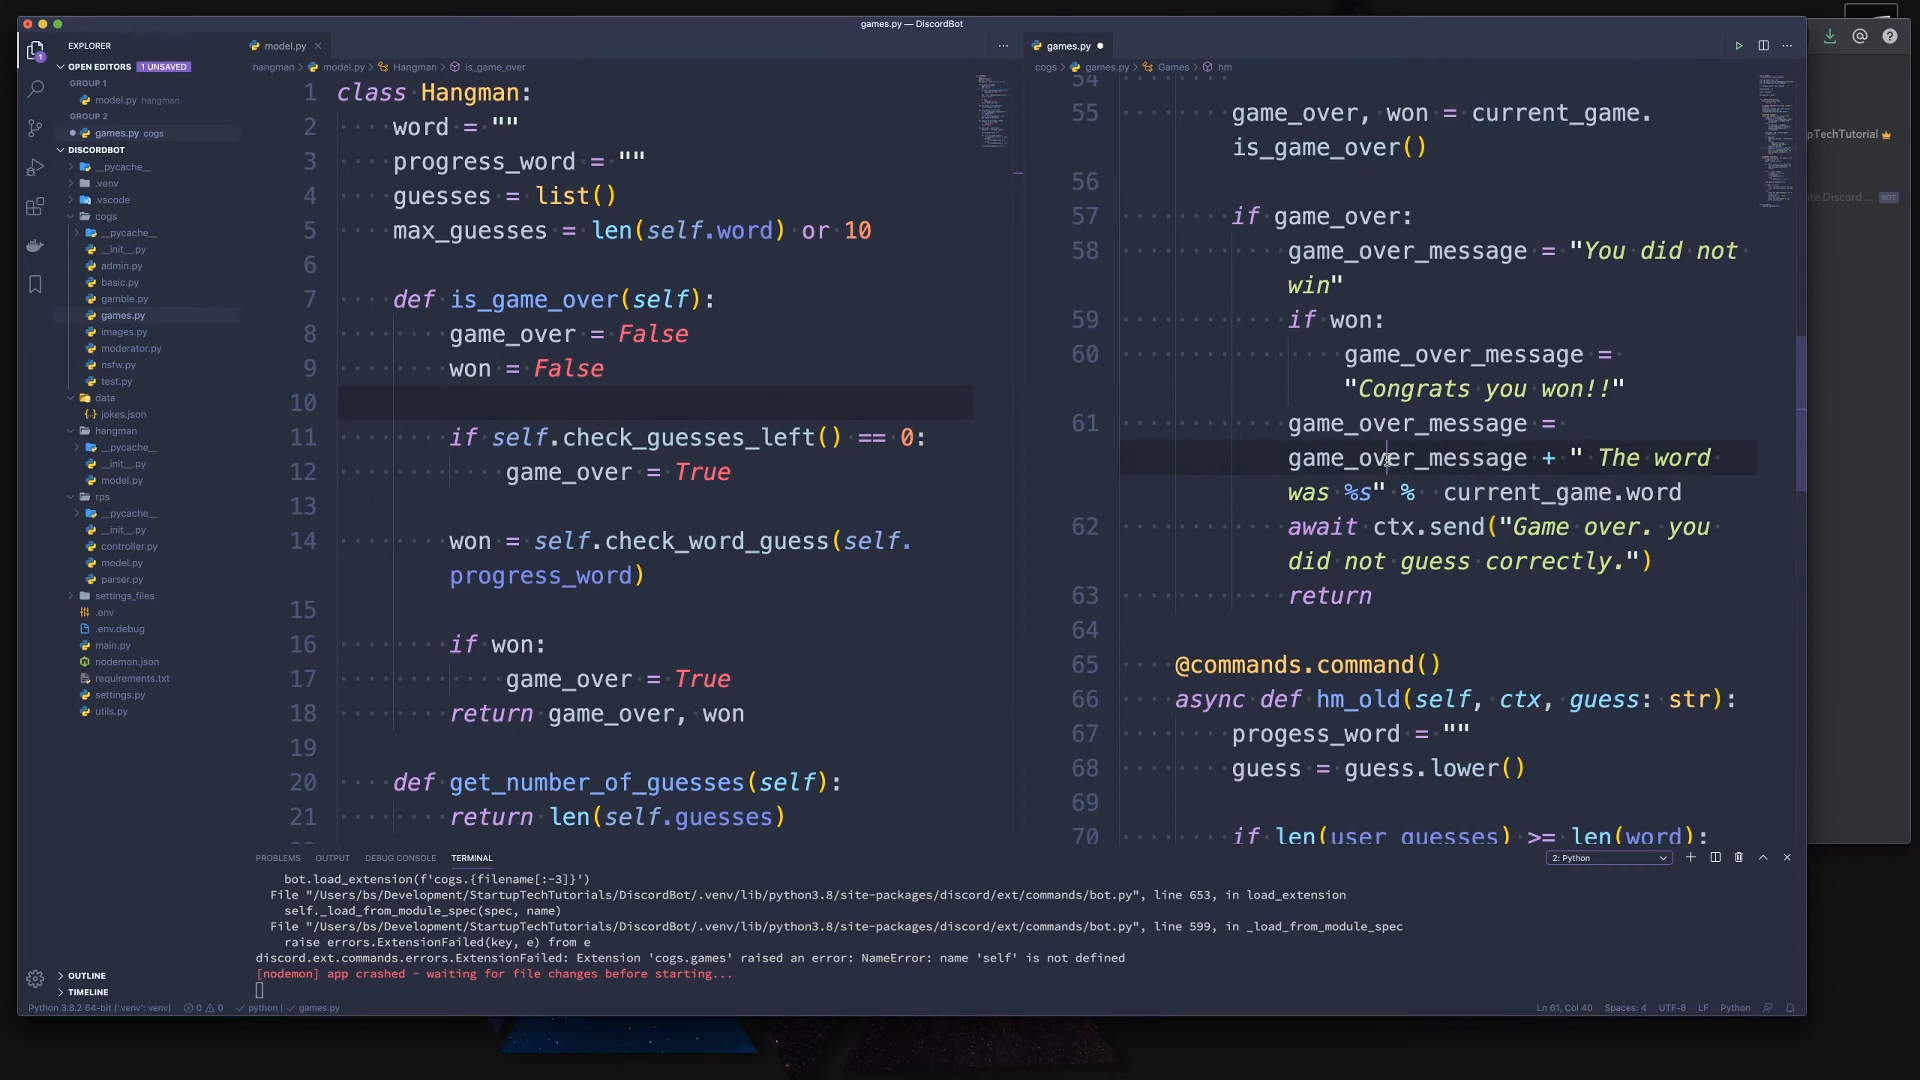 games.py — DiscordBot
EXPLORER
OPEN EDITORS 1 UNSAVED
GROUP 1
model.py hangman
GROUP 2
games.py cogs
DISCORDBOT
__pycache__
.venv
.vscode
cogs
__pycache__
__init__.py
admin.py
basic.py
gamble.py
games.py
images.py
moderator.py
nsfw.py
test.py
data
jokes.json
hangman
__pycache__
__init__.py
model.py
rps
__pycache__
__init__.py
controller.py
model.py
parser.py
settings_files
.env
.env.debug
main.py
nodemon.json
requirements.txt
settings.py
utils.py
OUTLINE
TIMELINE
model.py
hangman > model.py > Hangman > is_game_over
1 class Hangman:
2 word = ""
3 progress_word = ""
4 guesses = list()
5 max_guesses = len(self.word) or 10
6
7 def is_game_over(self):
8 game_over = False
9 won = False
10
11 if self.check_guesses_left() == 0:
12 game_over = True
13
14 won = self.check_word_guess(self.
progress_word)
15
16 if won:
17 game_over = True
18 return game_over, won
19
20 def get_number_of_guesses(self):
21 return len(self.guesses)
games.py
cogs > games.py > Games > hm
54
55 game_over, won = current_game.
is_game_over()
56
57 if game_over:
58 game_over_message = "You did not
win"
59 if won:
60 game_over_message =
"Congrats you won!!"
61 game_over_message =
game_over_message + " The word
was %s" % current_game.word
62 await ctx.send("Game over. you
did not guess correctly.")
63 return
64
65 @commands.command()
66 async def hm_old(self, ctx, guess: str):
67 progess_word = ""
68 guess = guess.lower()
69
70 if len(user_guesses) >= len(word):
PROBLEMS OUTPUT DEBUG CONSOLE TERMINAL 2: Python
bot.load_extension(f'cogs.{filename[:-3]}')
File "/Users/bs/Development/StartupTechTutorials/DiscordBot/.venv/lib/python3.8/site-packages/discord/ext/commands/bot.py", line 653, in load_extension
self._load_from_module_spec(spec, name)
File "/Users/bs/Development/StartupTechTutorials/DiscordBot/.venv/lib/python3.8/site-packages/discord/ext/commands/bot.py", line 599, in _load_from_module_spec
raise errors.ExtensionFailed(key, e) from e
discord.ext.commands.errors.ExtensionFailed: Extension 'cogs.games' raised an error: NameError: name 'self' is not defined
[nodemon] app crashed - waiting for file changes before starting...
Python 3.8.2 64-bit ('.venv': venv) 0 0 python | games.py Ln 61, Col 40 Spaces: 4 UTF-8 LF Python
pTechTutorial
te Discord ... BOT